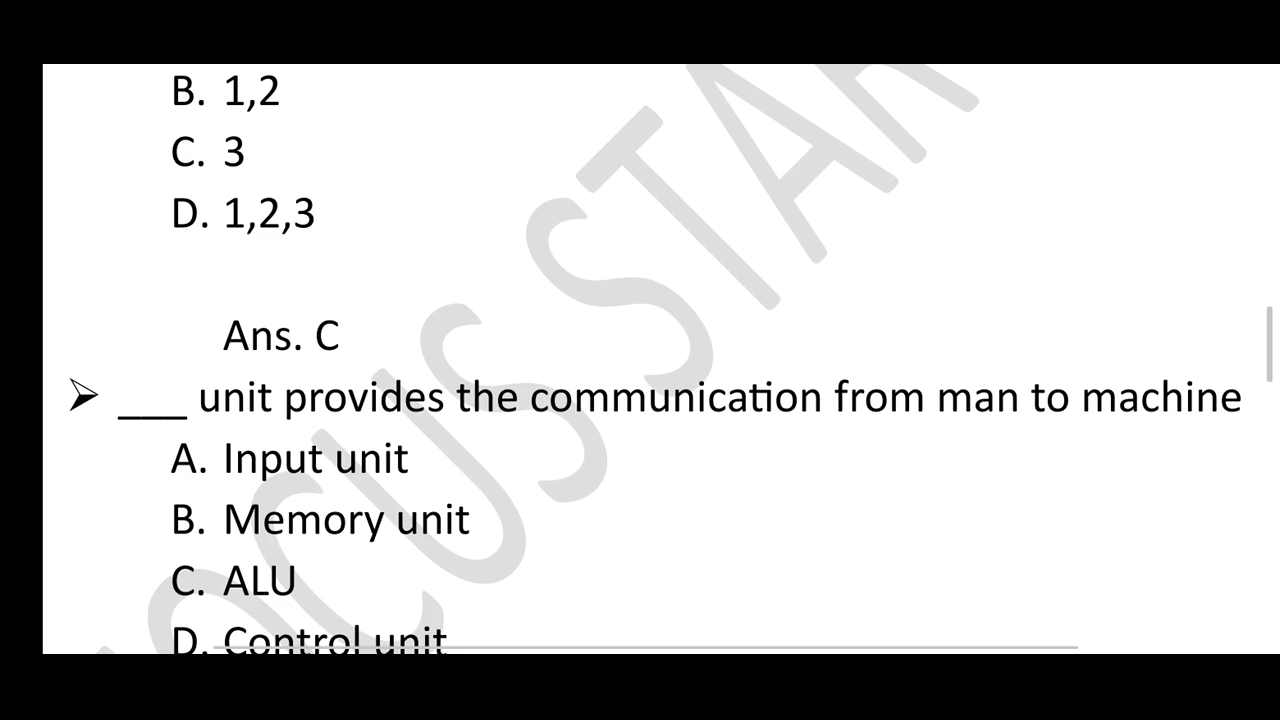 B. 1,2
C. 3
D. 1,2,3
Ans. C
➢ ___ unit provides the communication from man to machine
A. Input unit
B. Memory unit
C. ALU
D. Control unit